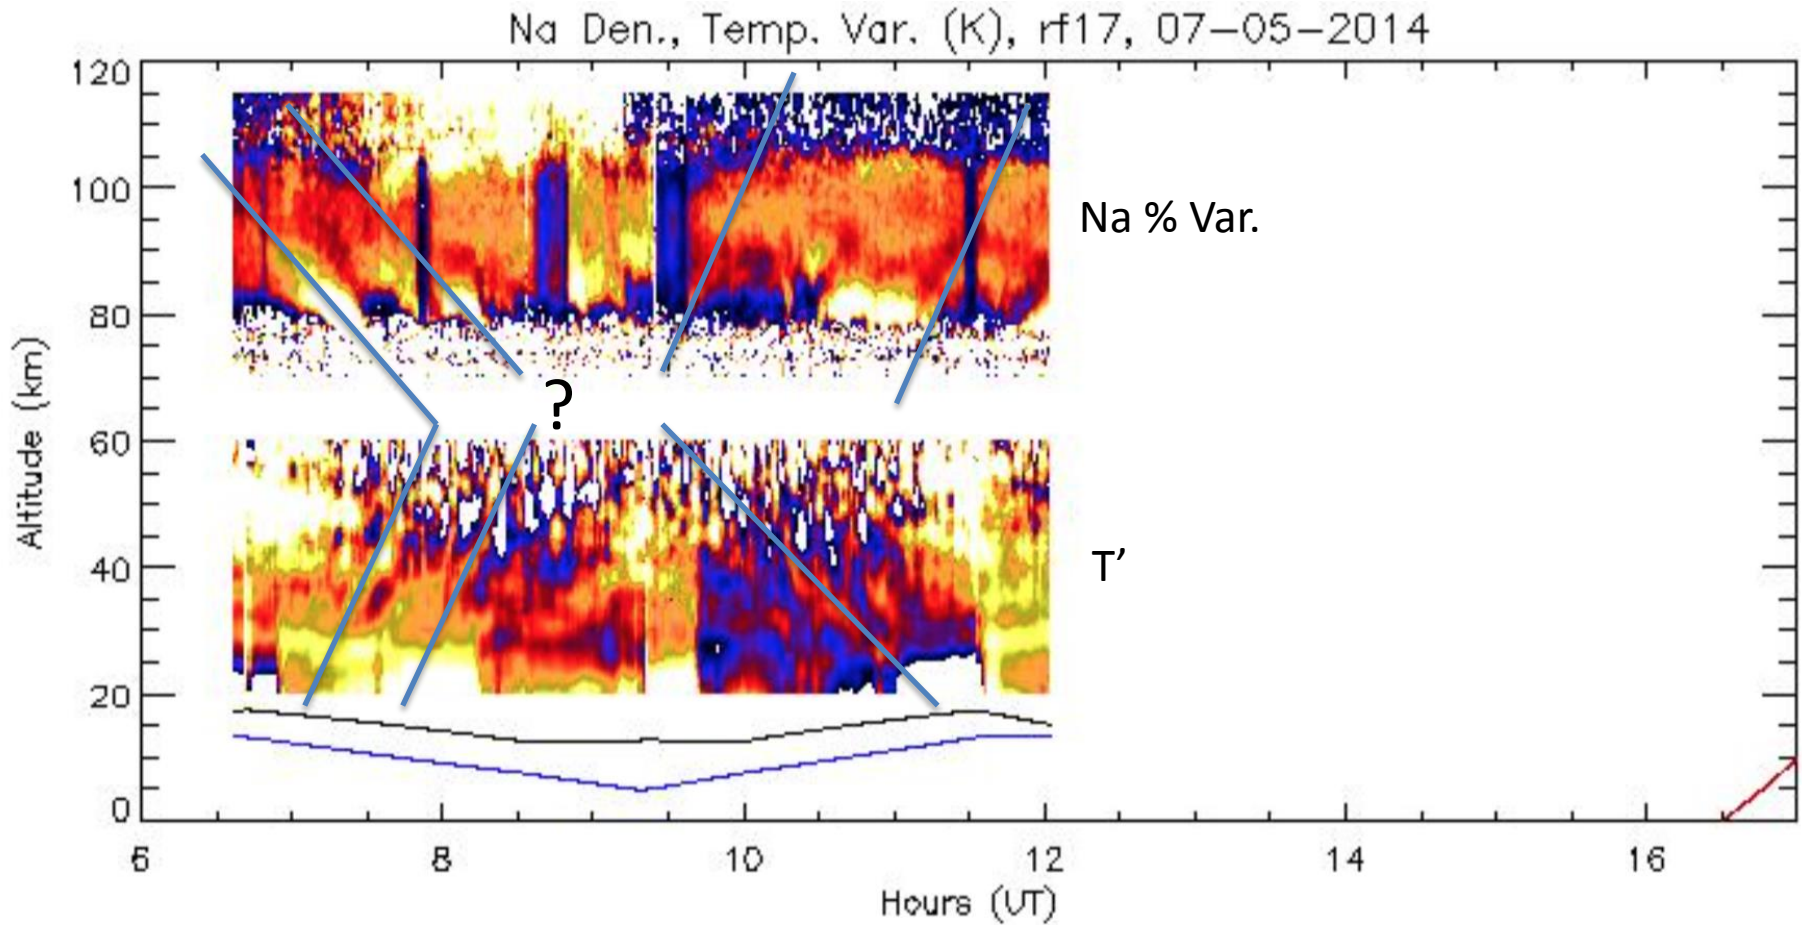 Na Den., Temp. Var. (K), rf17, 07-05-2014
120
100
80
60
40
20
0
Altitude (km)
Na % Var.
?
T’
6
8
10
12
14
16
Hours (UT)